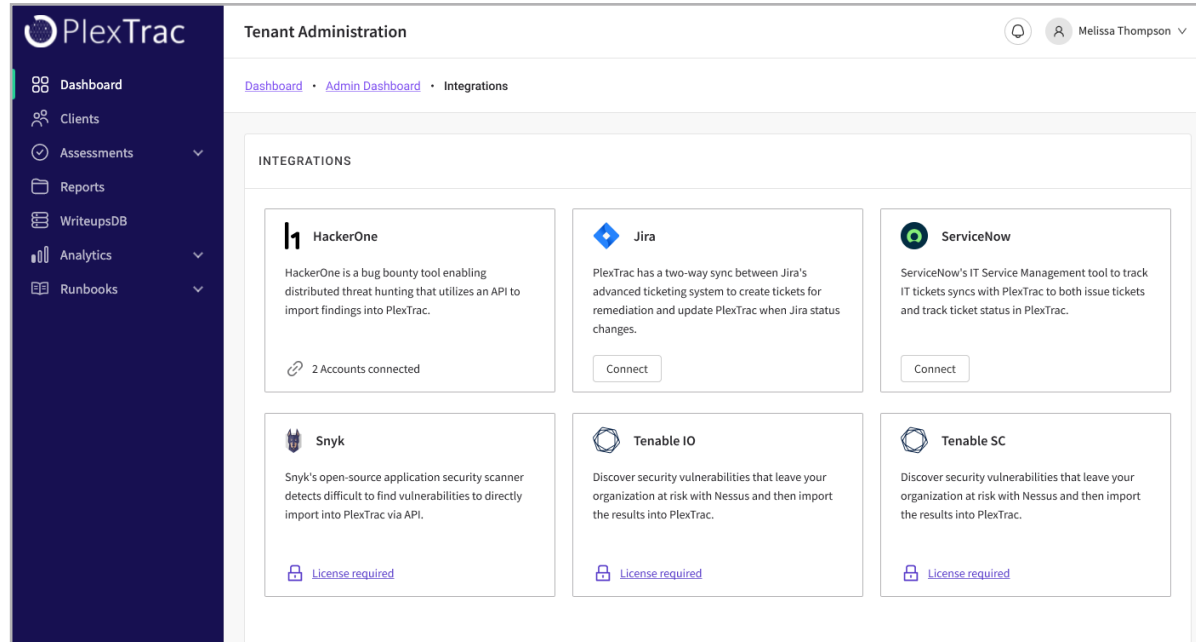 PlexTrac
Tenant Administration
Melissa Thompson
Dashboard
Clients
Assessments
Reports
WriteupsDB
Analytics
Runbooks
Dashboard • Admin Dashboard • Integrations
INTEGRATIONS
HackerOne
HackerOne is a bug bounty tool enabling
distributed threat hunting that utilizes an API to
import findings into PlexTrac.
2 Accounts connected
Jira
PlexTrac has a two-way sync between Jira's
advanced ticketing system to create tickets for
remediation and update PlexTrac when Jira status
changes.
Connect
ServiceNow
ServiceNow's IT Service Management tool to track
IT tickets syncs with PlexTrac to both issue tickets
and track ticket status in PlexTrac.
Connect
Snyk
Snyk's open-source application security scanner
detects difficult to find vulnerabilities to directly
import into PlexTrac via API.
License required
Tenable IO
Discover security vulnerabilities that leave your
organization at risk with Nessus and then import
the results into PlexTrac.
License required
Tenable SC
Discover security vulnerabilities that leave your
organization at risk with Nessus and then import
the results into PlexTrac.
License required